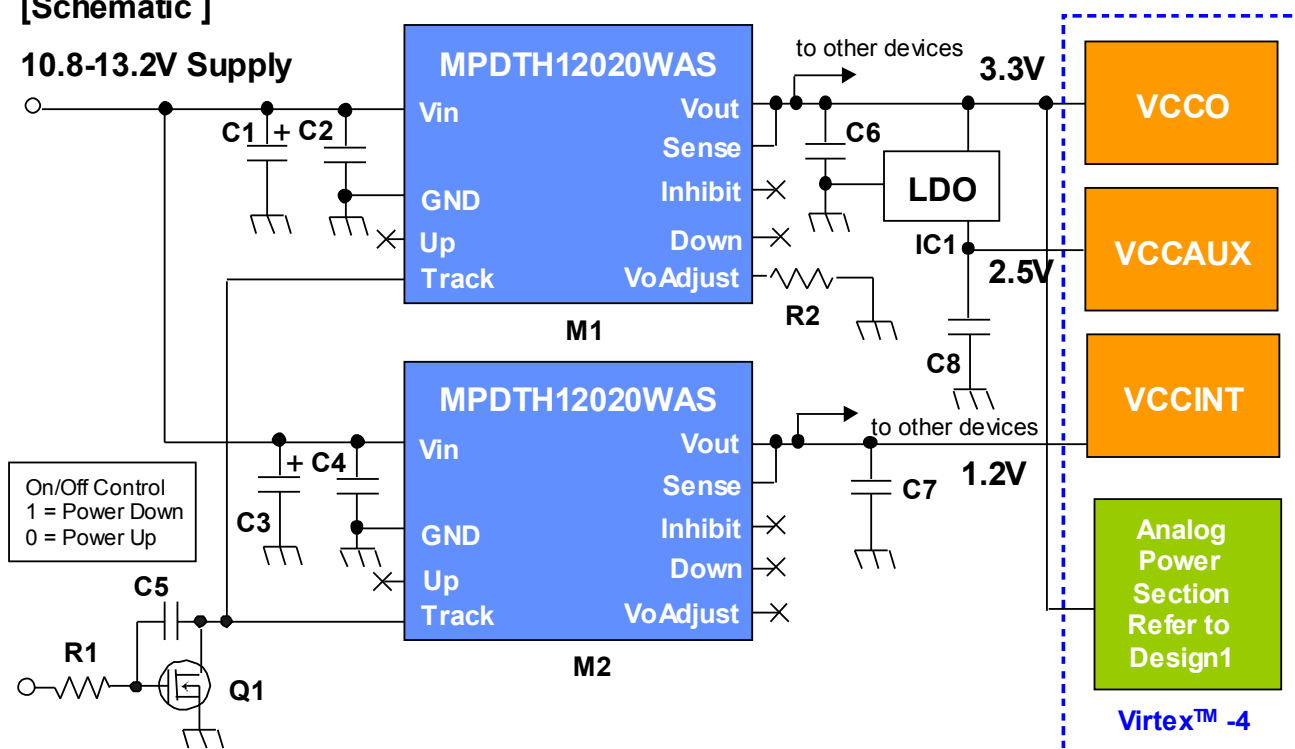 [Schematic ]
10.8-13.2V Supply
MPDTH12020WAS
Vin
GND
Up
Track
Vout
Sense
Inhibit
Down
VoAdjust
M1
C1
+
C2
to other devices
3.3V
C6
LDO
IC1
2.5V
R2
C8
VCCO
VCCAUX
VCCINT
MPDTH12020WAS
Vin
GND
Up
Track
Vout
Sense
Inhibit
Down
VoAdjust
M2
+
C4
C3
to other devices
1.2V
C7
On/Off Control
1 = Power Down
0 = Power Up
C5
R1
Q1
Analog
Power
Section
Refer to
Design1
Virtex™ -4